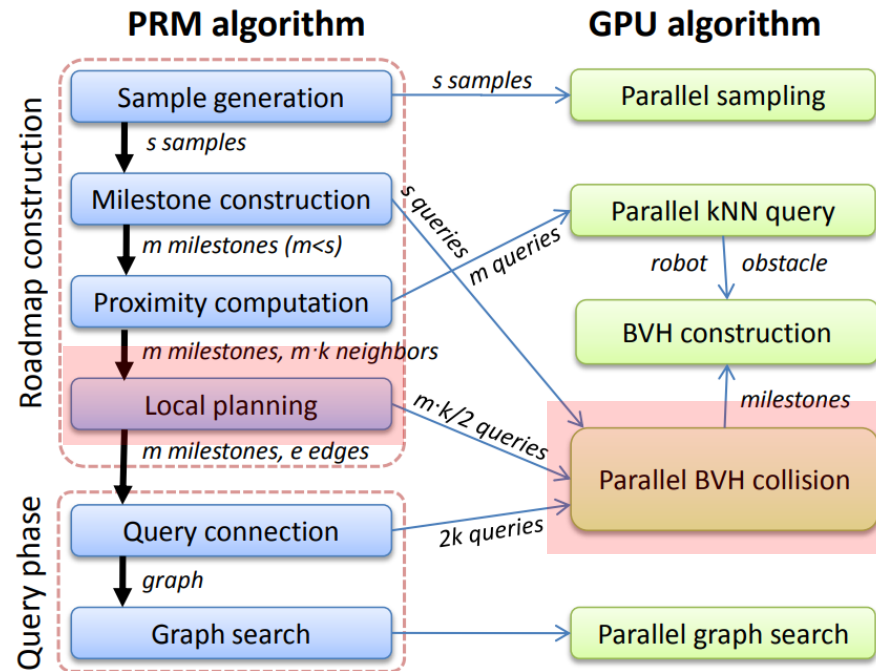 PRM algorithm
GPU algorithm
Roadmap construction
Sample generation
s samples
Parallel sampling
s samples
Milestone construction
s queries
Parallel kNN query
m milestones (m<s)
m queries
robot obstacle
Proximity computation
BVH construction
m milestones, m·k neighbors
milestones
Local planning
m·k/2 queries
Parallel BVH collision
m milestones, e edges
Query phase
Query connection
2k queries
graph
Graph search
Parallel graph search